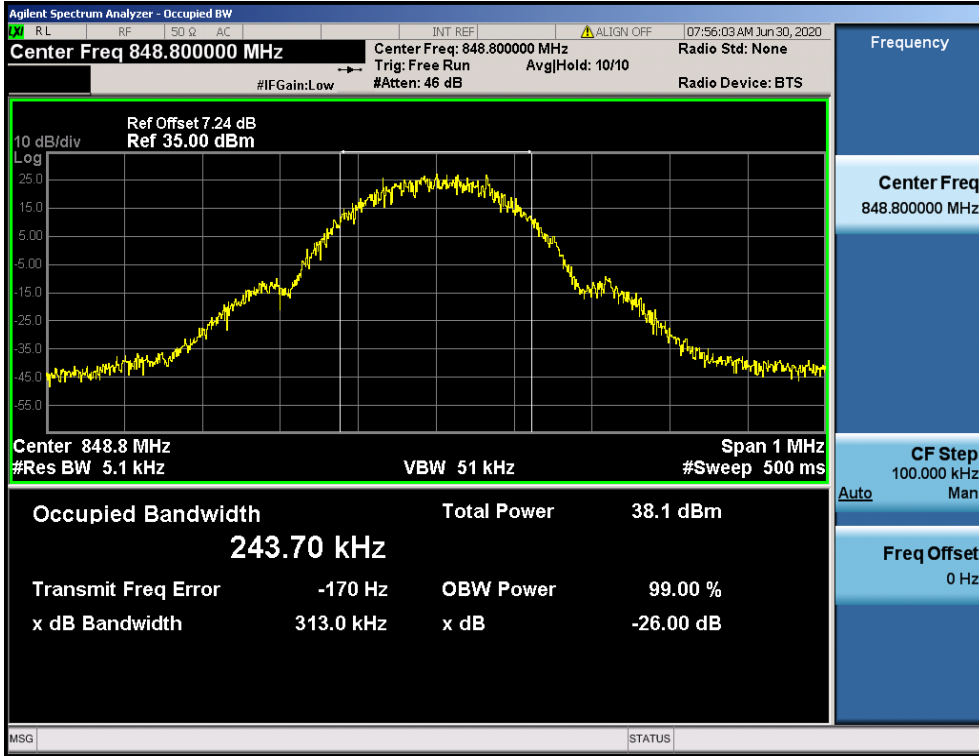 Agilent Spectrum Analyzer - Occupied BW
LXI RL RF 50 Ω AC INT REF ALIGN OFF 07:56:03 AM Jun 30, 2020
Center Freq 848.800000 MHz
Center Freq: 848.800000 MHz
Radio Std: None
Trig: Free Run Avg|Hold: 10/10
#IFGain:Low
#Atten: 46 dB
Radio Device: BTS
Ref Offset 7.24 dB
10 dB/div Ref 35.00 dBm
Log
25.0
15.0
5.00
-5.00
-15.0
-25.0
-35.0
-45.0
-55.0
Center 848.8 MHz Span 1 MHz
#Res BW 5.1 kHz VBW 51 kHz #Sweep 500 ms
Occupied Bandwidth Total Power 38.1 dBm
243.70 kHz
Transmit Freq Error -170 Hz OBW Power 99.00 %
x dB Bandwidth 313.0 kHz x dB -26.00 dB
MSG STATUS
Frequency
Center Freq
848.800000 MHz
CF Step
100.000 kHz
Auto Man
Freq Offset
0 Hz